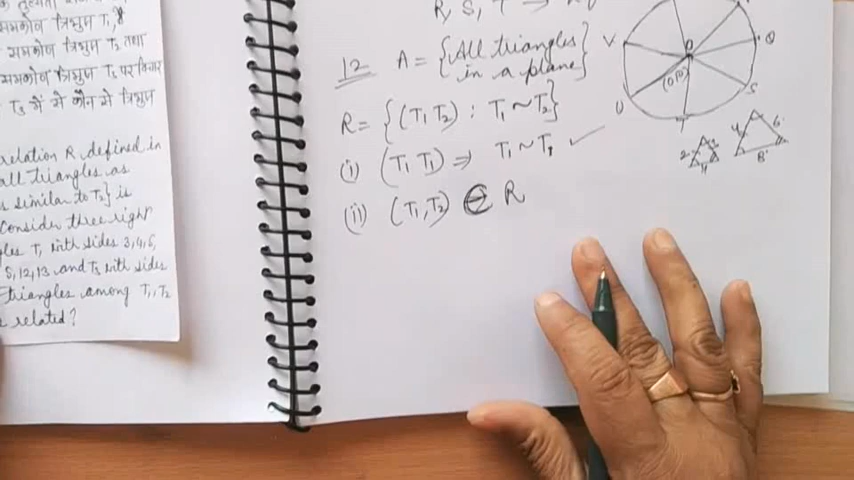 समकोण त्रिभुज T₁,
समकोण त्रिभुज T₂ तथा
समकोण त्रिभुज T₃ पर विचार
T₃ में से कौन से त्रिभुज
relation R defined in
all triangles as
is similar to T₂} is
Consider three right
T₁ with sides 3,4,5,
5,12,13 and T₃ with sides
triangles among T₁,T₂
related?
R, S, T
12 A = {All triangles
in a plane}
R = {(T₁ T₂) : T₁ ~ T₂}
(i) (T₁ T₁) ⇒ T₁ ~ T₁ ✓
(ii) (T₁,T₂) ∈ R
V
Q
S
U
T
(0,0)
2
4
4
6
8